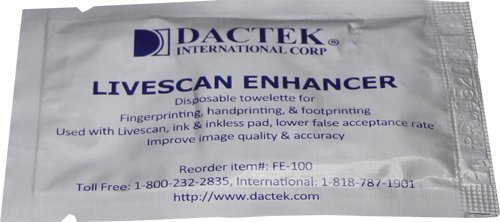 DACTEK®
INTERNATIONAL CORP
LIVESCAN ENHANCER
Disposable towelette for
Fingerprinting, handprinting, & footprinting
Used with Livescan, ink & inkless pad, lower false acceptance rate
Improve image quality & accuracy
Reorder item#: FE-100
Toll Free: 1-800-232-2835, International: 1-818-787-1901
http://www.dactek.com